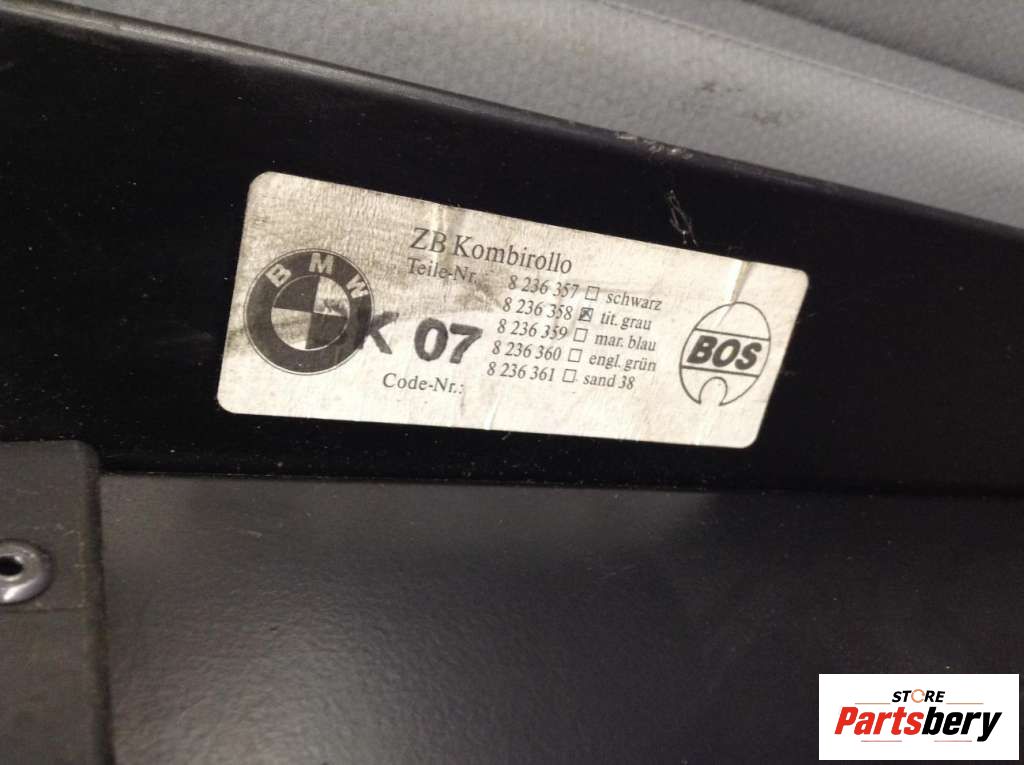 ZB Kombirollo
Teile-Nr.:
8 236 357 schwarz
8 236 358 tit. grau
8 236 359 mar. blau
8 236 360 engl. grün
8 236 361 sand 38
BMW
K 07
Code-Nr.:
BOS
STORE
Partsbery